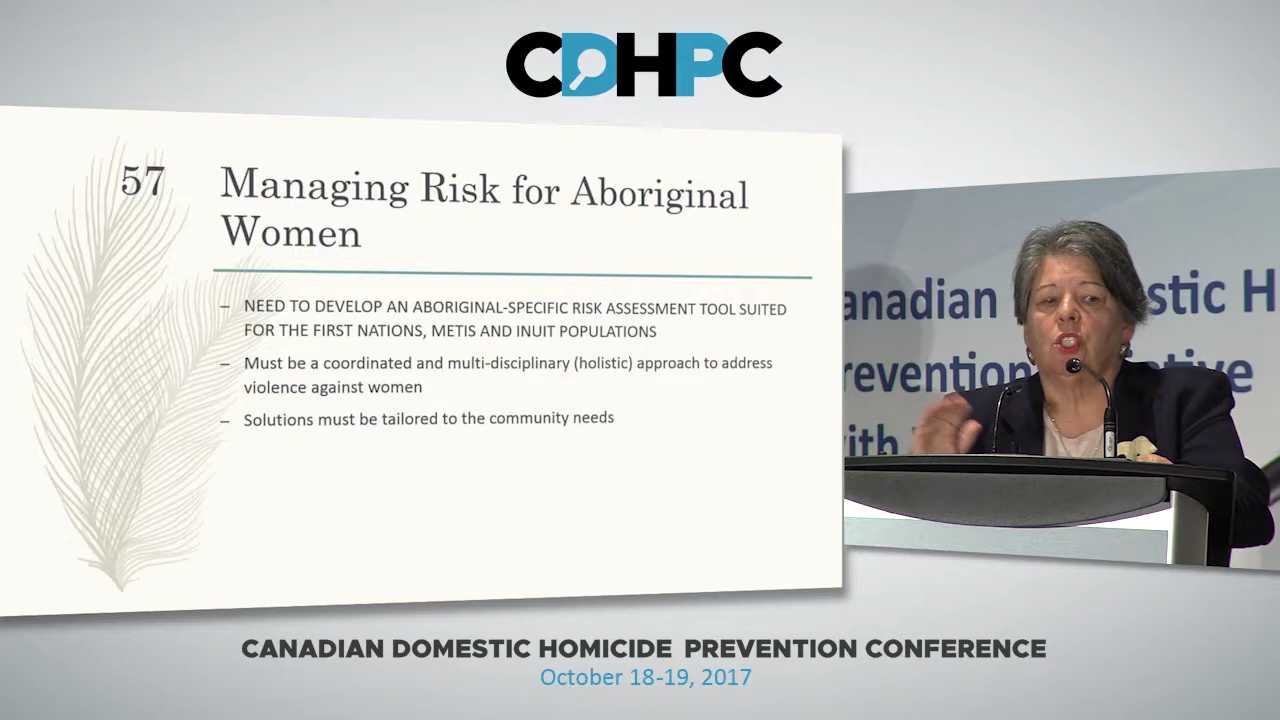 CDHPC
57
Managing Risk for Aboriginal
Women
– NEED TO DEVELOP AN ABORIGINAL-SPECIFIC RISK ASSESSMENT TOOL SUITED
FOR THE FIRST NATIONS, METIS AND INUIT POPULATIONS
– Must be a coordinated and multi-disciplinary (holistic) approach to address
violence against women
– Solutions must be tailored to the community needs
anadian stic H
revention ative
ith
CANADIAN DOMESTIC HOMICIDE PREVENTION CONFERENCE
October 18-19, 2017